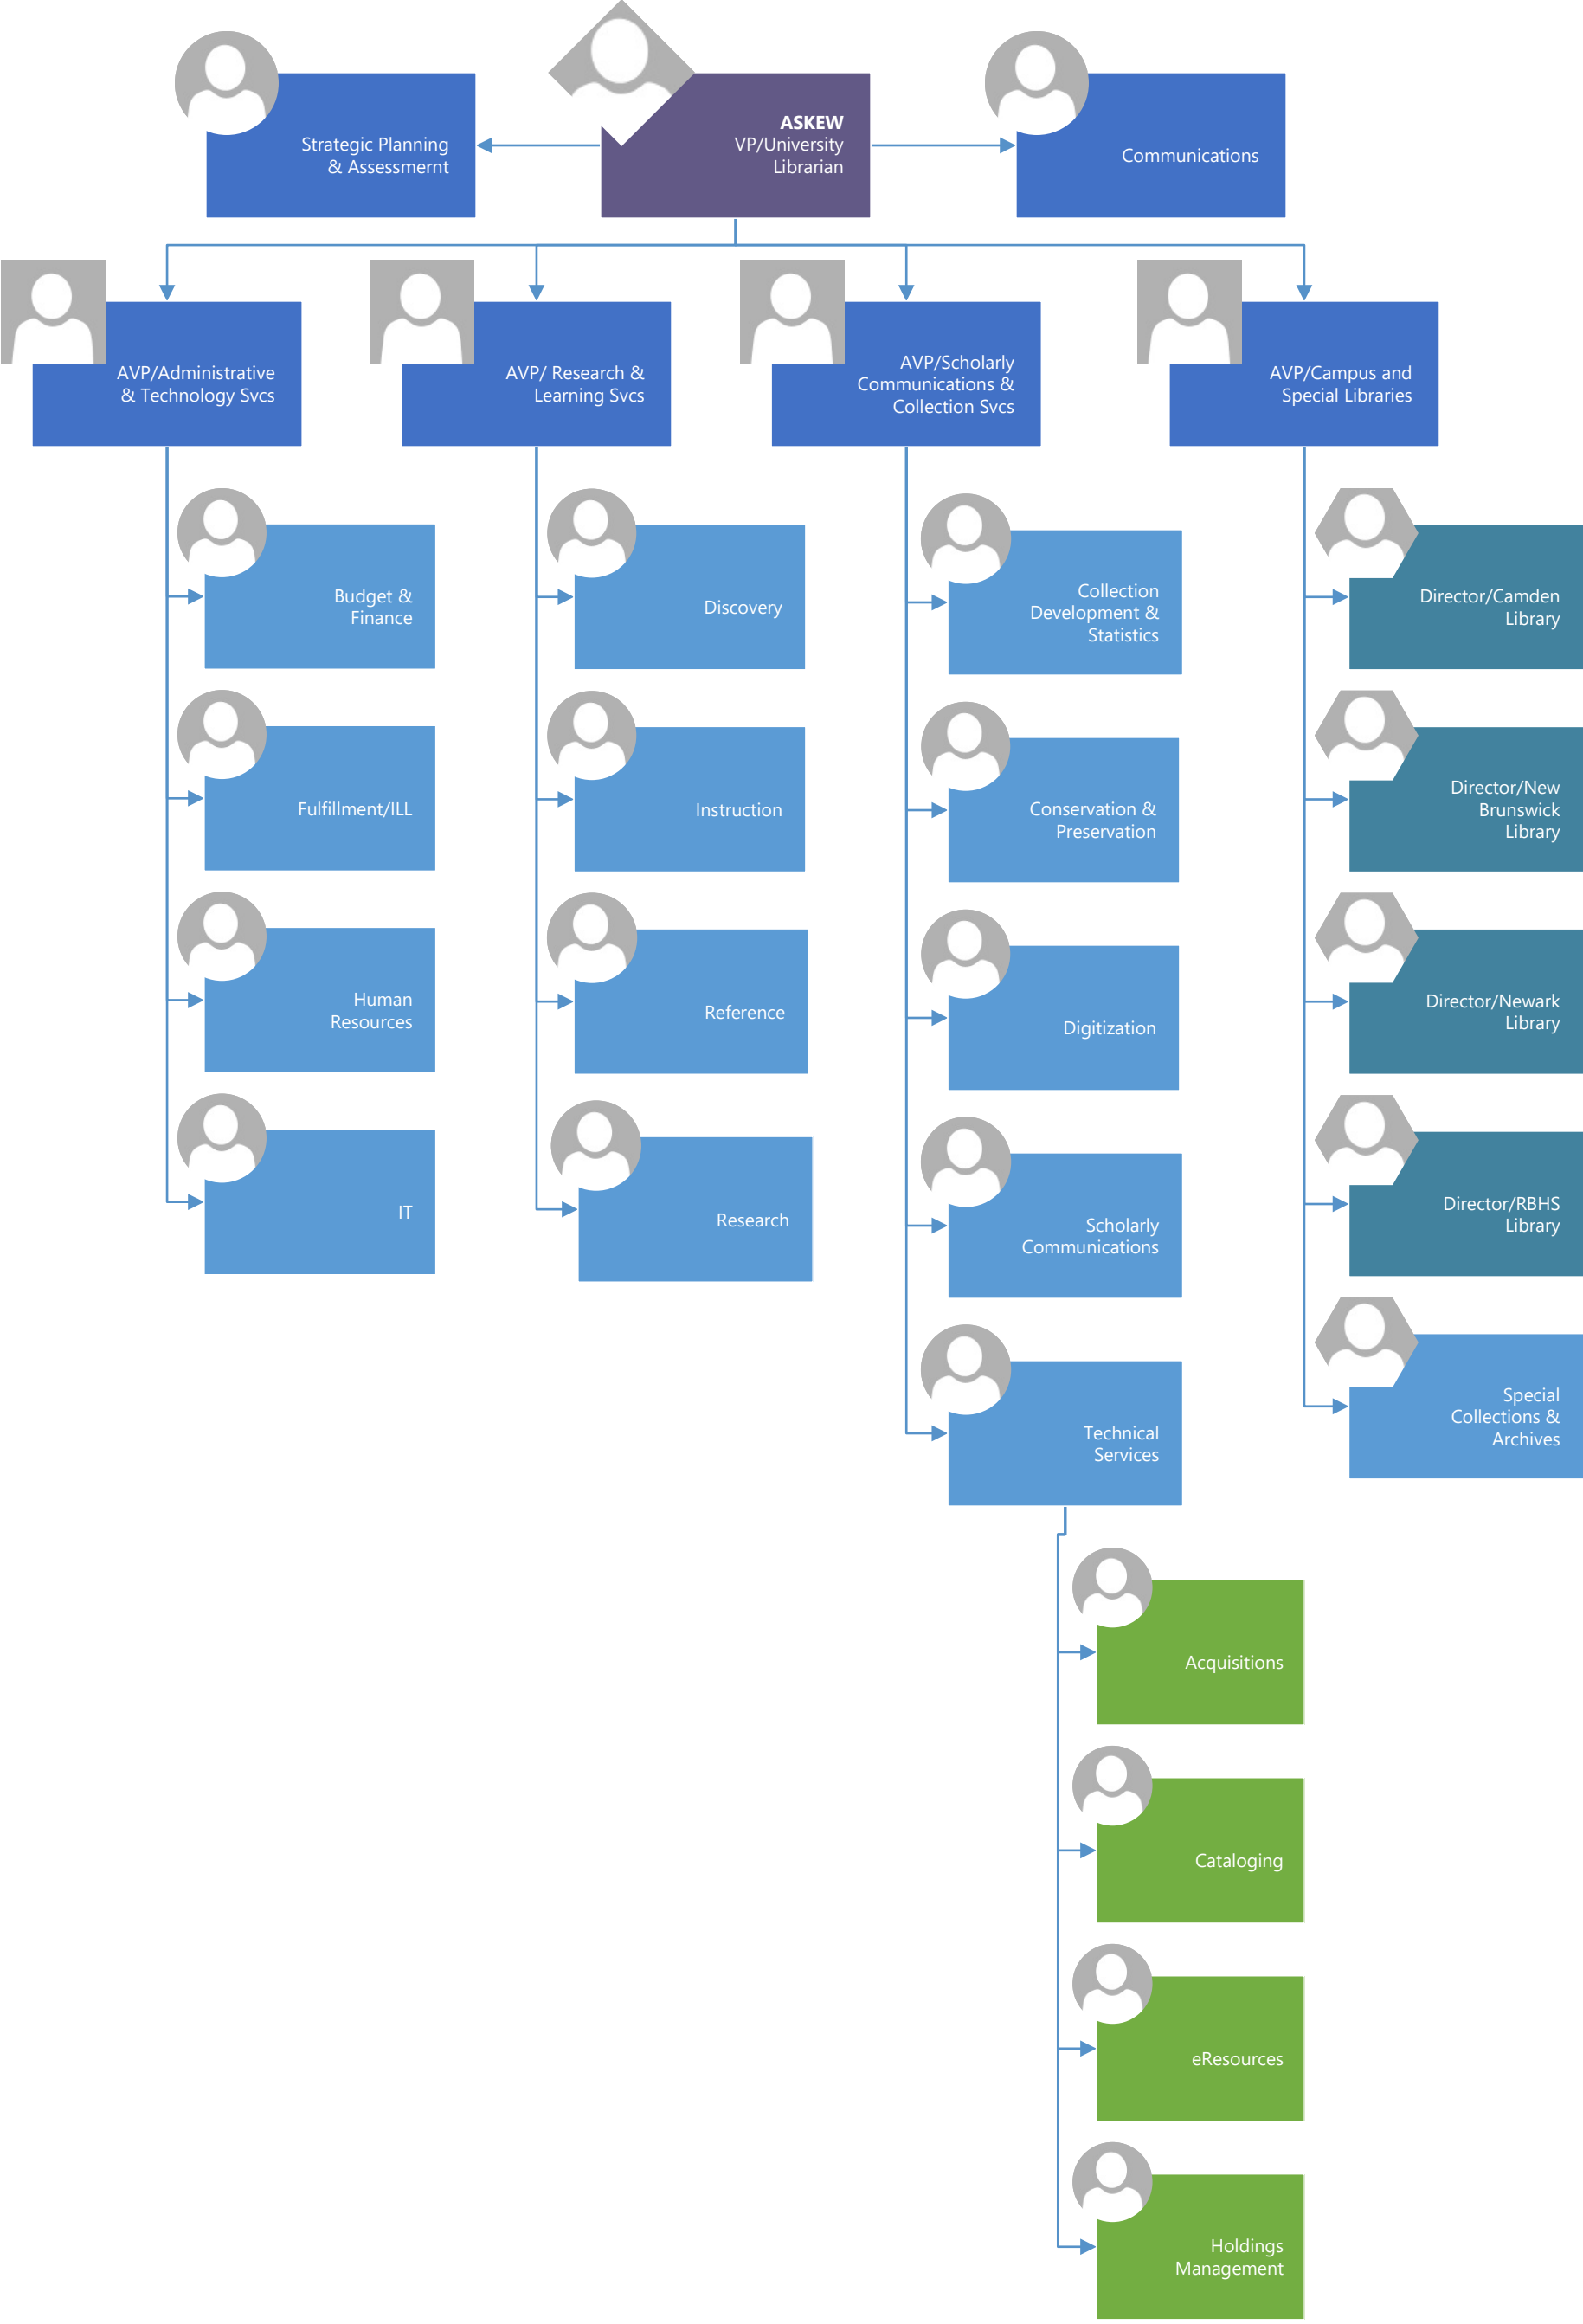 Strategic Planning
& Assessmernt
ASKEW
VP/University
Librarian
Communications
AVP/Administrative
& Technology Svcs
AVP/ Research &
Learning Svcs
AVP/Scholarly
Communications &
Collection Svcs
AVP/Campus and
Special Libraries
Budget &
Finance
Fulfillment/ILL
Human
Resources
IT
Discovery
Instruction
Reference
Research
Collection
Development &
Statistics
Conservation &
Preservation
Digitization
Scholarly
Communications
Technical
Services
Acquisitions
Cataloging
eResources
Holdings
Management
Director/Camden
Library
Director/New
Brunswick
Library
Director/Newark
Library
Director/RBHS
Library
Special
Collections &
Archives